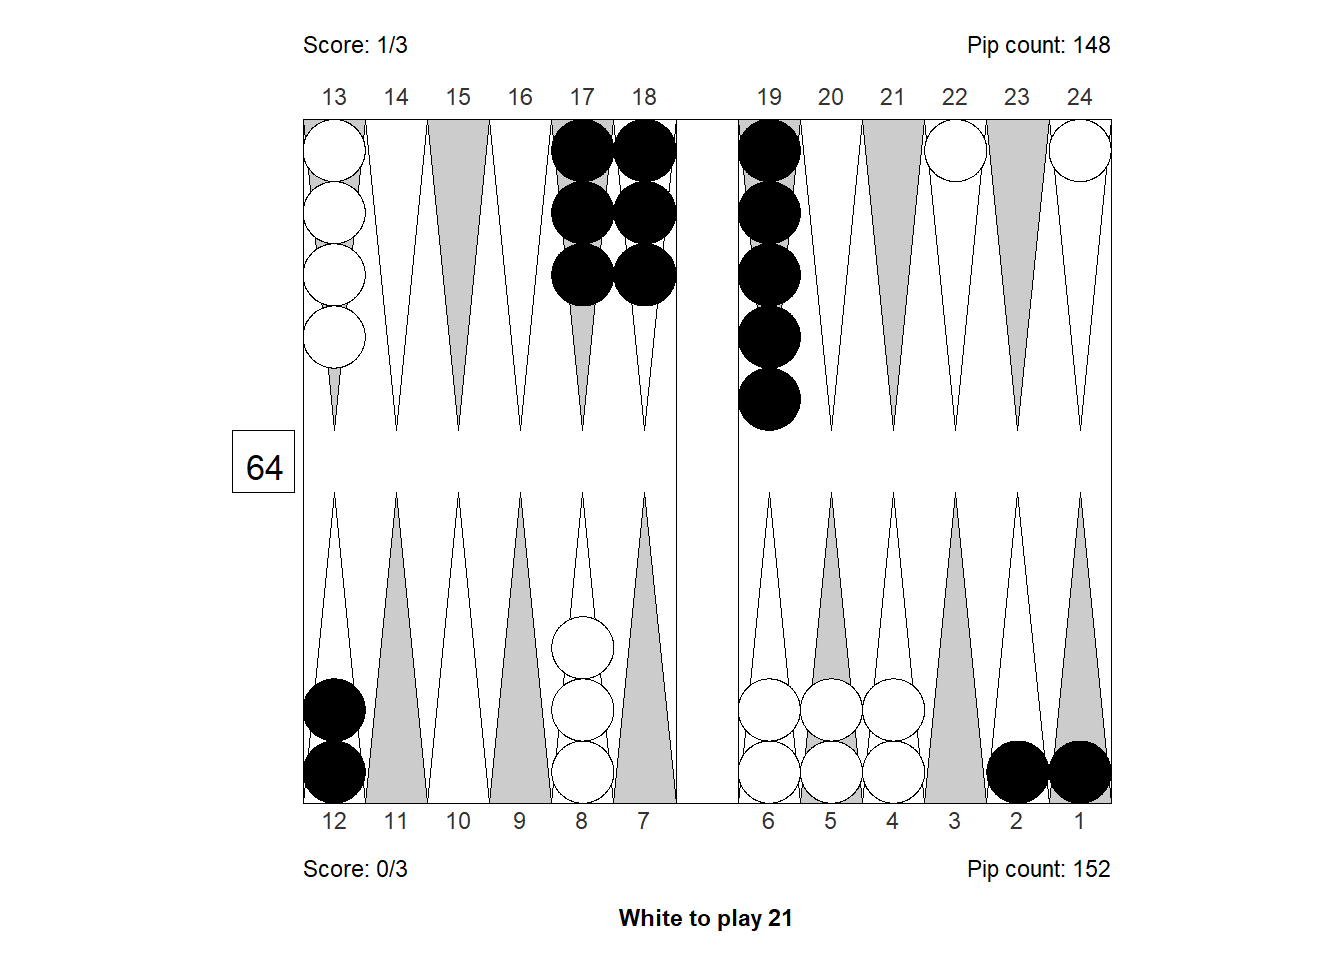 Score: 1/3 Pip count: 148
13 14 15 16 17 18 19 20 21 22 23 24
64
12 11 10 9 8 7 6 5 4 3 2 1
Score: 0/3 Pip count: 152
White to play 21